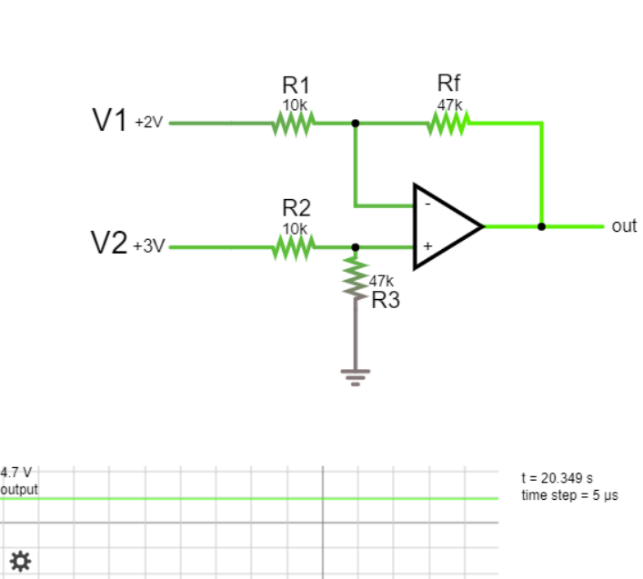 R1
10k
Rf
47k
V1 +2V
R2
10k
V2 +3V
-
+
out
47k
R3
4.7 V
output
t = 20.349 s
time step = 5 µs